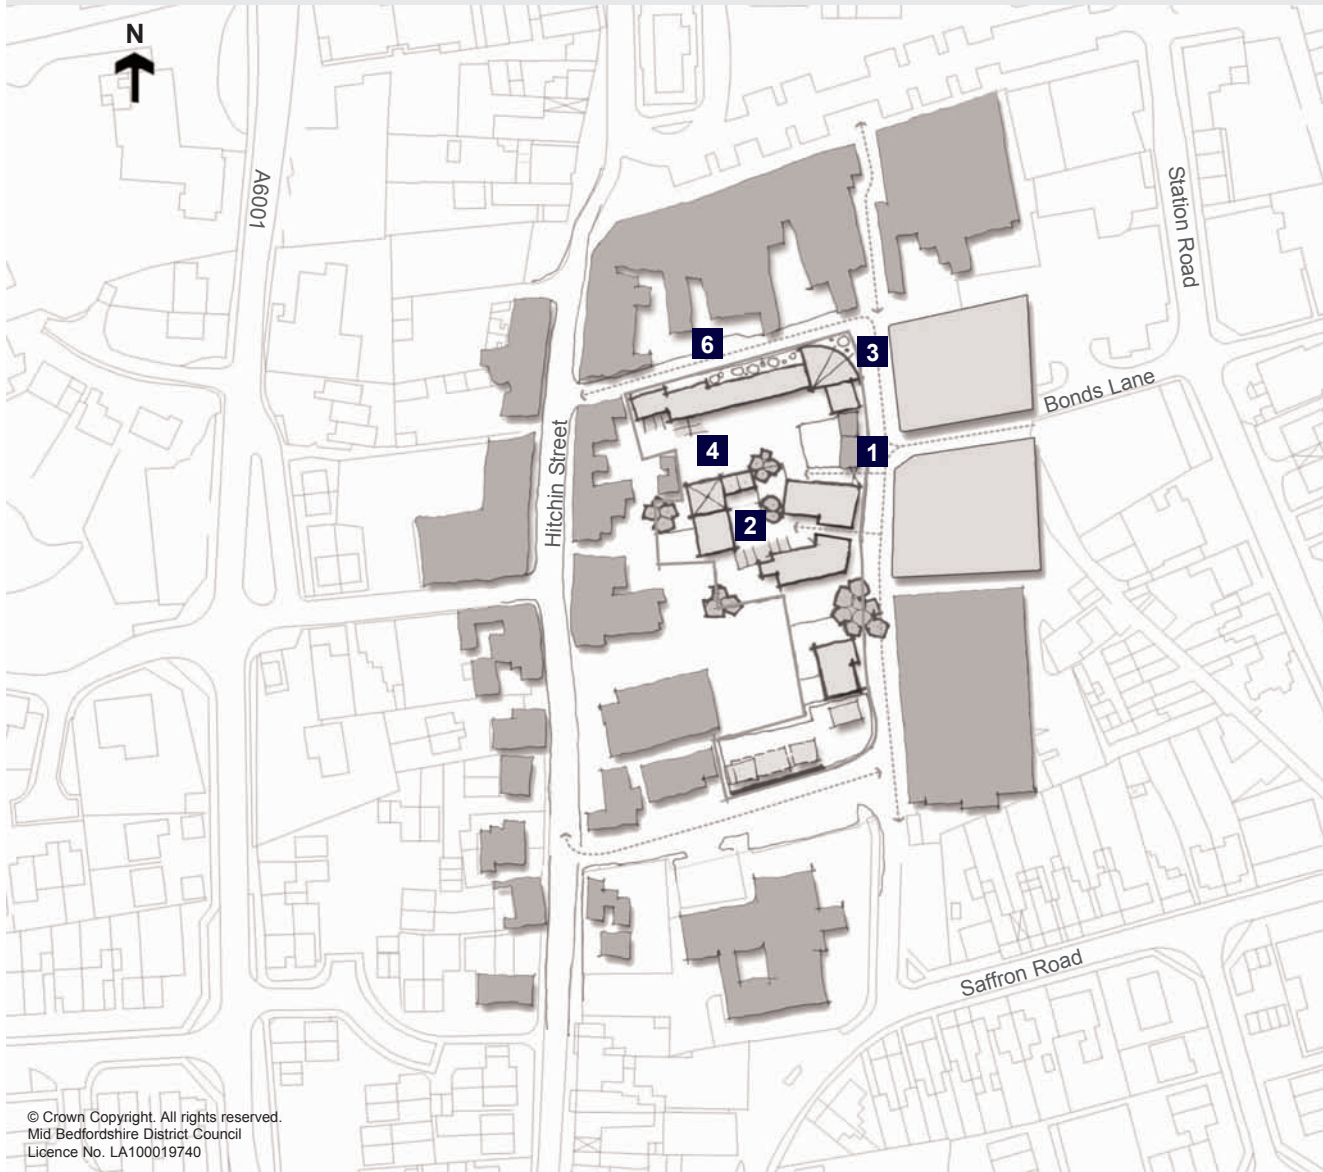 N
A6001
Station Road
6
3
Bonds Lane
1
4
Hitchin Street
2
Saffron Road
© Crown Copyright. All rights reserved.
Mid Bedfordshire District Council
Licence No. LA100019740